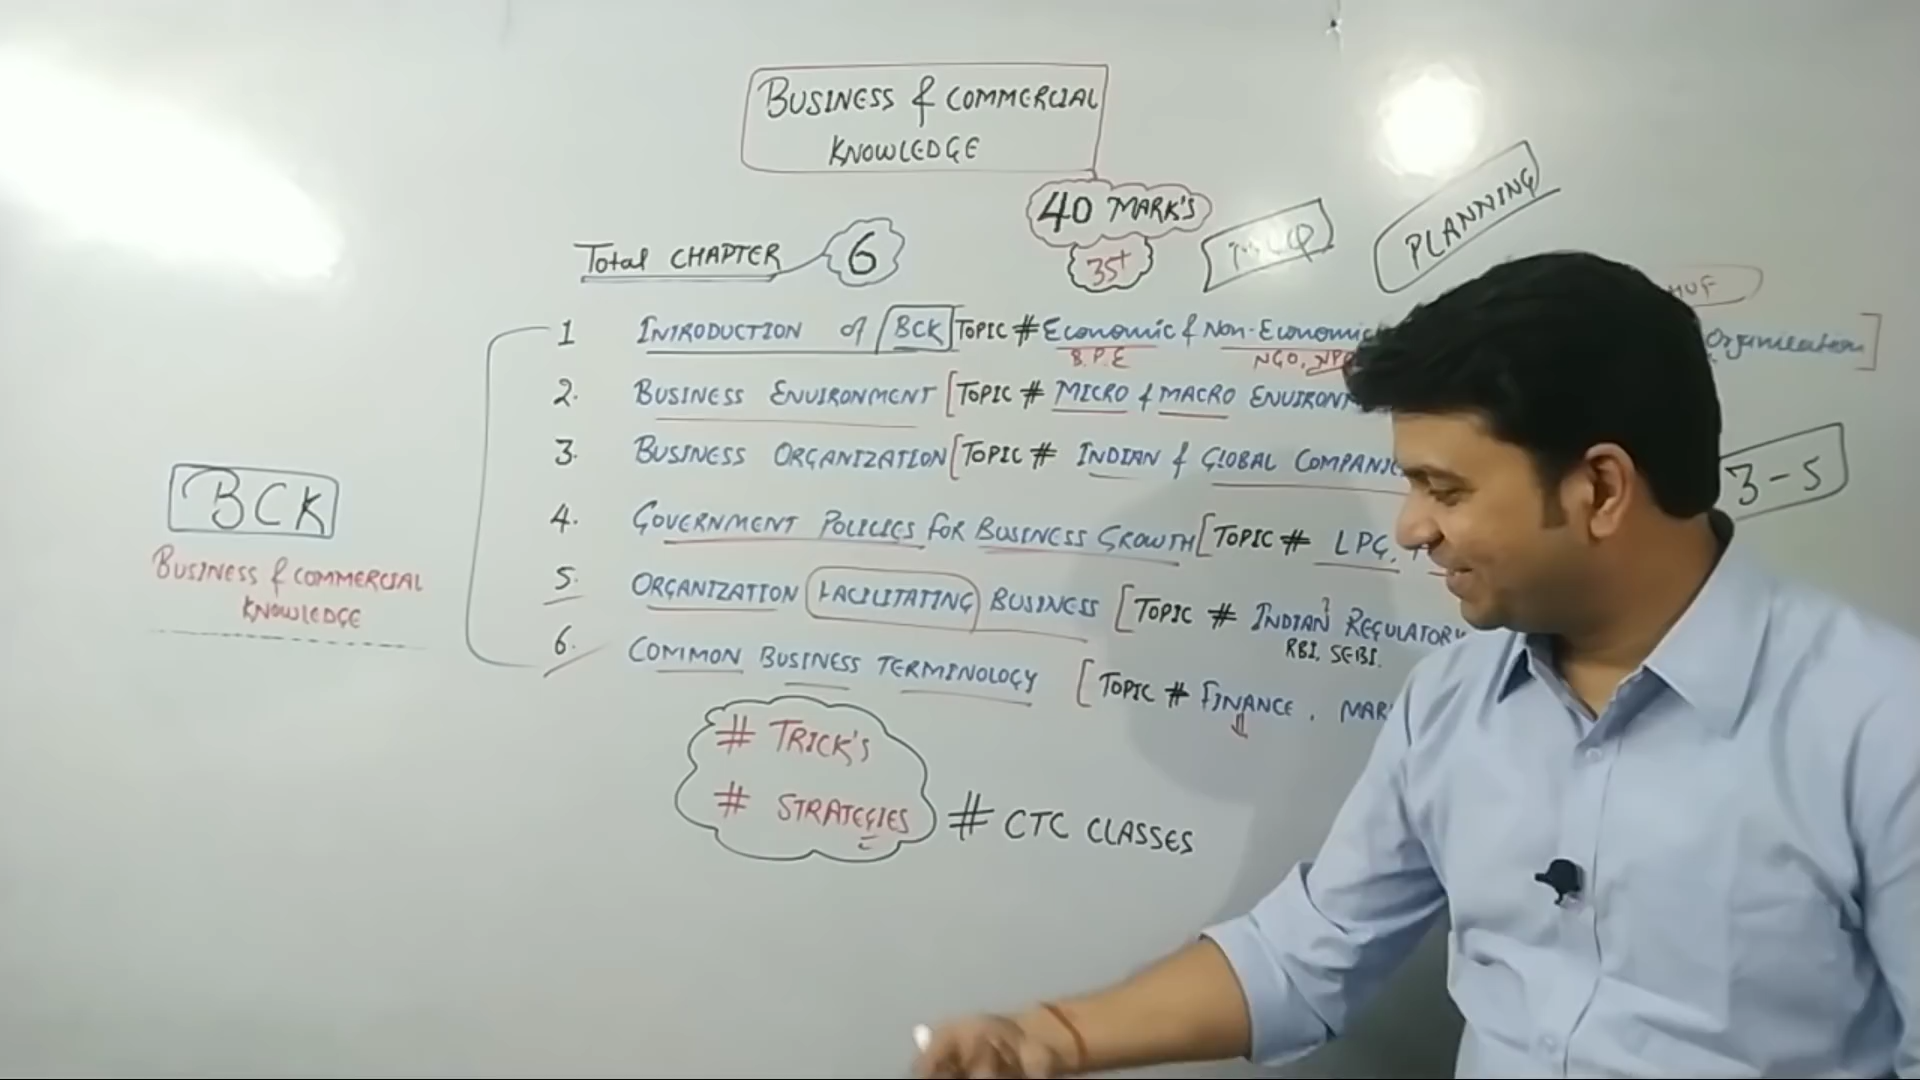 BUSINESS & COMMERCIAL
KNOWLEDGE
40 MARK'S
35+
PLANNING
Total CHAPTER 6
HUF
1 INTRODUCTION of BCK TOPIC # Economic & Non-Economic Organisation]
B.P.E NGO,
2. BUSINESS ENVIRONMENT [TOPIC # MICRO & MACRO
3. BUSINESS ORGANIZATION [TOPIC # INDIAN & GLOBAL
3-5
4. GOVERNMENT POLICIES FOR BUSINESS GROWTH [TOPIC # LPG,
5. ORGANIZATION FACILITATING BUSINESS [TOPIC # INDIAN REGULATORY
RBI, SEBI.
6. COMMON BUSINESS TERMINOLOGY [TOPIC # FINANCE,
BCK
BUSINESS & COMMERCIAL
KNOWLEDGE
# TRICK'S
# STRATEGIES # CTC CLASSES